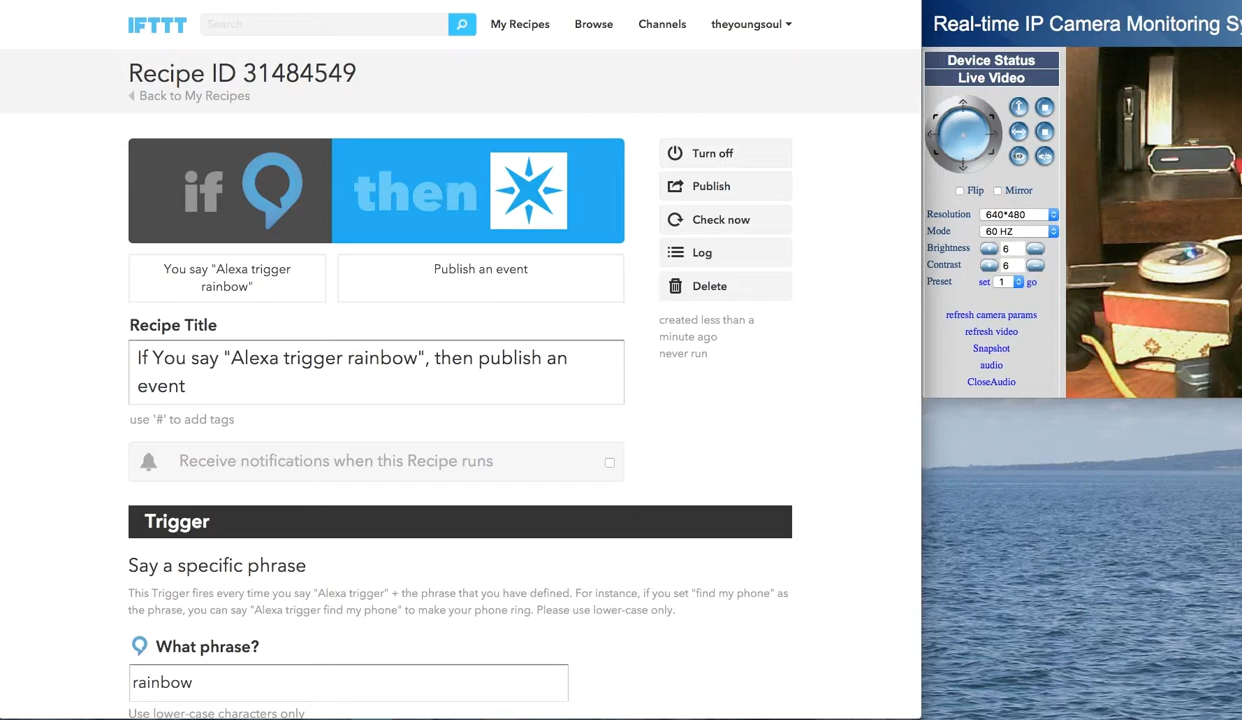 IFTTT
Search
My Recipes
Browse
Channels
theyoungsoul
Recipe ID 31484549
Back to My Recipes
if
then
You say "Alexa trigger
rainbow"
Publish an event
Turn off
Publish
Check now
Log
Delete
created less than a
minute ago
never run
Recipe Title
If You say "Alexa trigger rainbow", then publish an
event
use '#' to add tags
Receive notifications when this Recipe runs
Trigger
Say a specific phrase
This Trigger fires every time you say "Alexa trigger" + the phrase that you have defined. For instance, if you set "find my phone" as
the phrase, you can say "Alexa trigger find my phone" to make your phone ring. Please use lower-case only.
What phrase?
rainbow
Use lower-case characters only
Real-time IP Camera Monitoring Sy
Device Status
Live Video
Flip
Mirror
Resolution
640*480
Mode
60 HZ
Brightness
6
Contrast
6
Preset
set
1
go
refresh camera params
refresh video
Snapshot
audio
CloseAudio